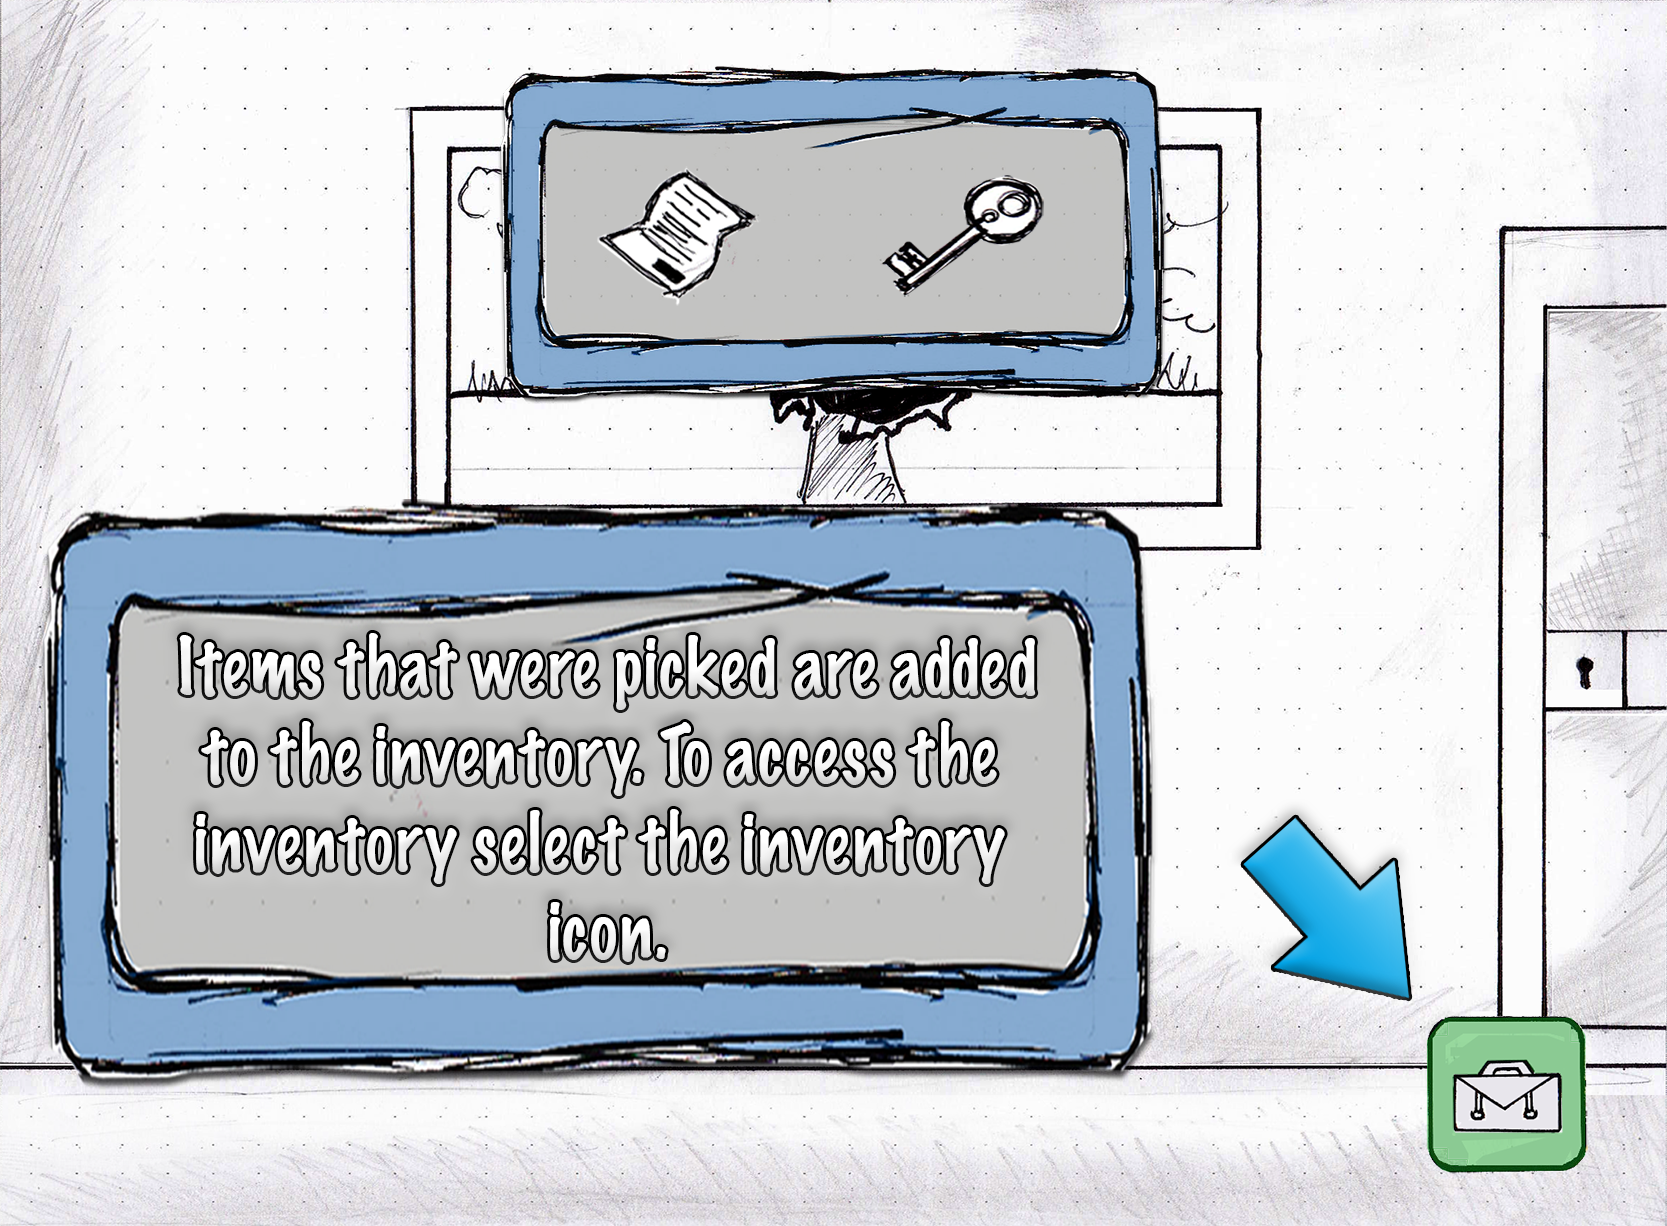 Items that were picked are added
to the inventory. To access the
inventory select the inventory
icon.